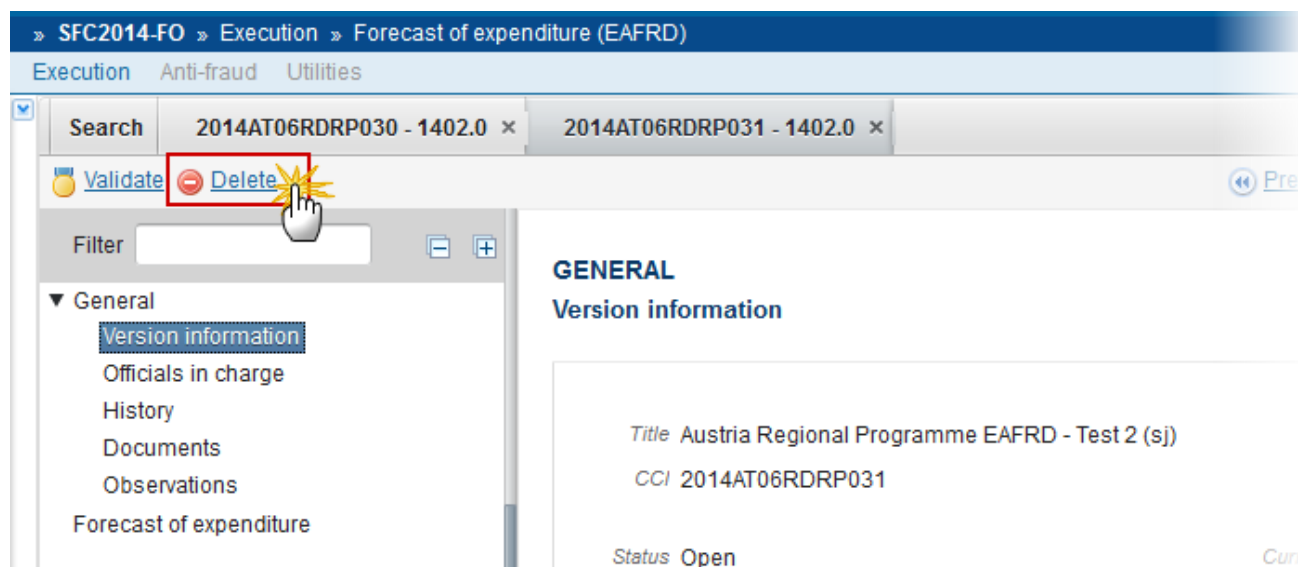 » SFC2014-FO » Execution » Forecast of expenditure (EAFRD)
Execution Anti-fraud Utilities
Search 2014AT06RDRP030 - 1402.0 × 2014AT06RDRP031 - 1402.0 ×
Validate Delete Pre
Filter
GENERAL
▼ General
Version information
Version information
Officials in charge
History
Title Austria Regional Programme EAFRD - Test 2 (sj)
Documents
CCI 2014AT06RDRP031
Observations
Forecast of expenditure
Status Open Curr